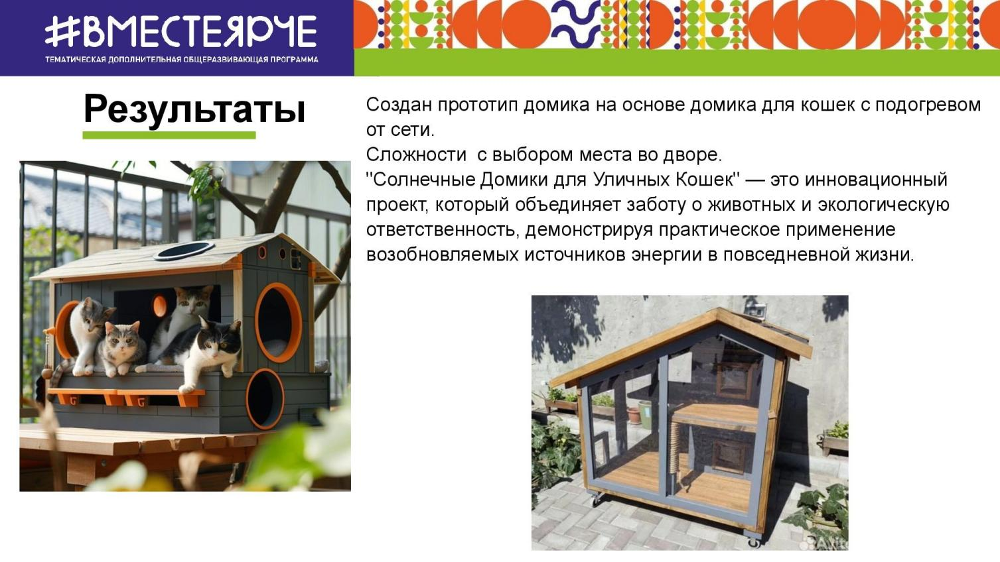 #ВМЕСТЕЯРЧЕ
ТЕМАТИЧЕСКАЯ ДОПОЛНИТЕЛЬНАЯ ОБЩЕРАЗВИВАЮЩАЯ ПРОГРАММА
Результаты
Создан прототип домика на основе домика для кошек с подогревом
от сети.
Сложности  с выбором места во дворе.
"Солнечные Домики для Уличных Кошек" — это инновационный
проект, который объединяет заботу о животных и экологическую
ответственность, демонстрируя практическое применение
возобновляемых источников энергии в повседневной жизни.
Avito